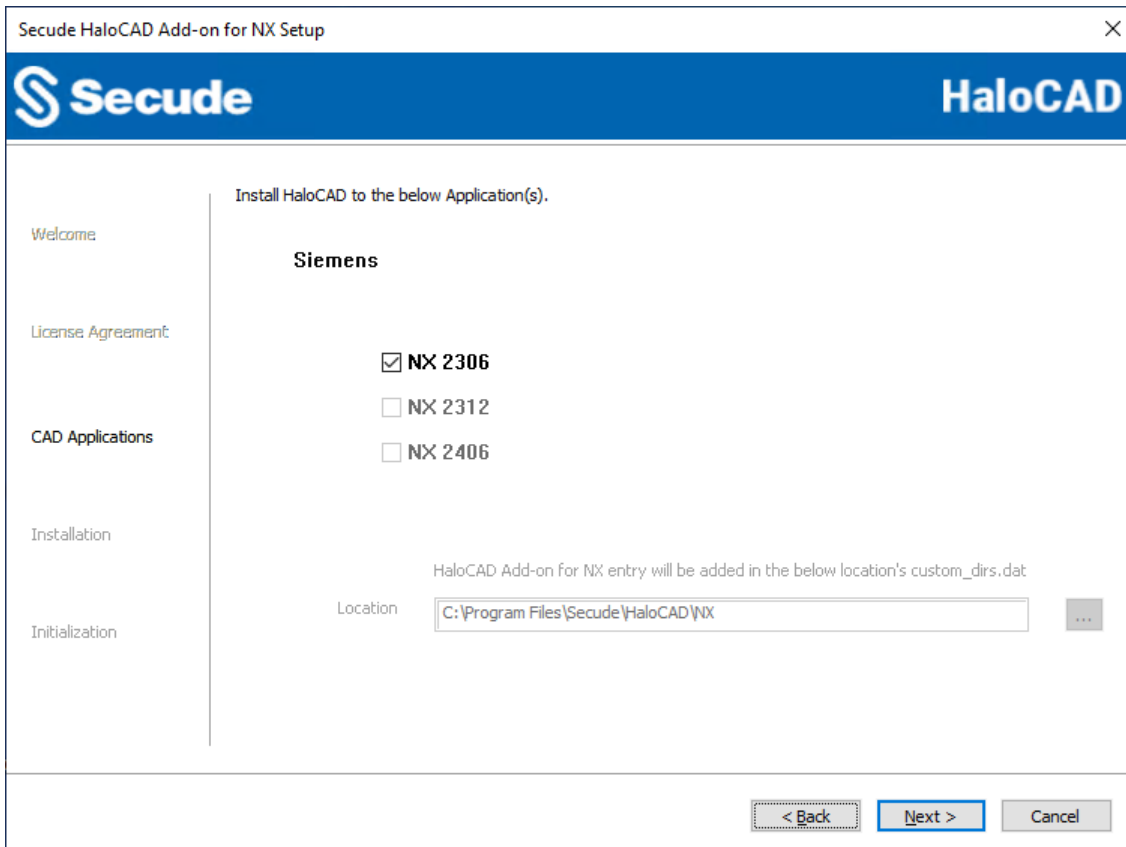 Secude HaloCAD Add-on for NX Setup
Secude
HaloCAD
Install HaloCAD to the below Application(s).
Welcome
Siemens
License Agreement
NX 2306
NX 2312
CAD Applications
NX 2406
Installation
HaloCAD Add-on for NX entry will be added in the below location's custom_dirs.dat
Location C:\Program Files\Secude\HaloCAD\NX ...
Initialization
< Back Next > Cancel